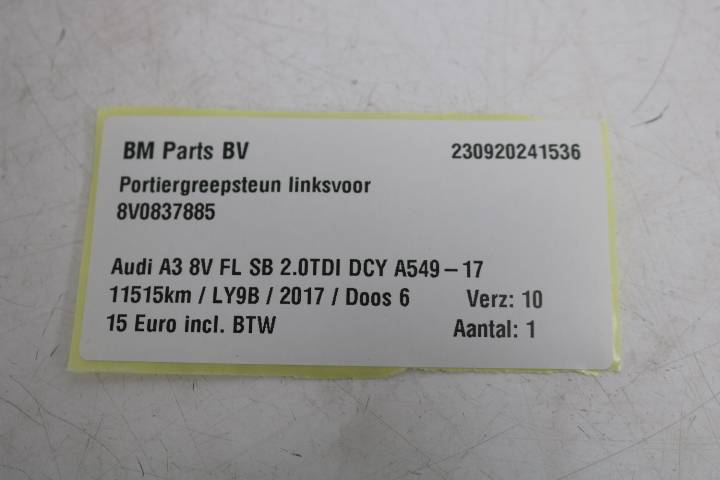 BM Parts BV 230920241536
Portiergreepsteun linksvoor
8V0837885
Audi A3 8V FL SB 2.0TDI DCY A549 – 17
11515km / LY9B / 2017 / Doos 6 Verz: 10
15 Euro incl. BTW Aantal: 1